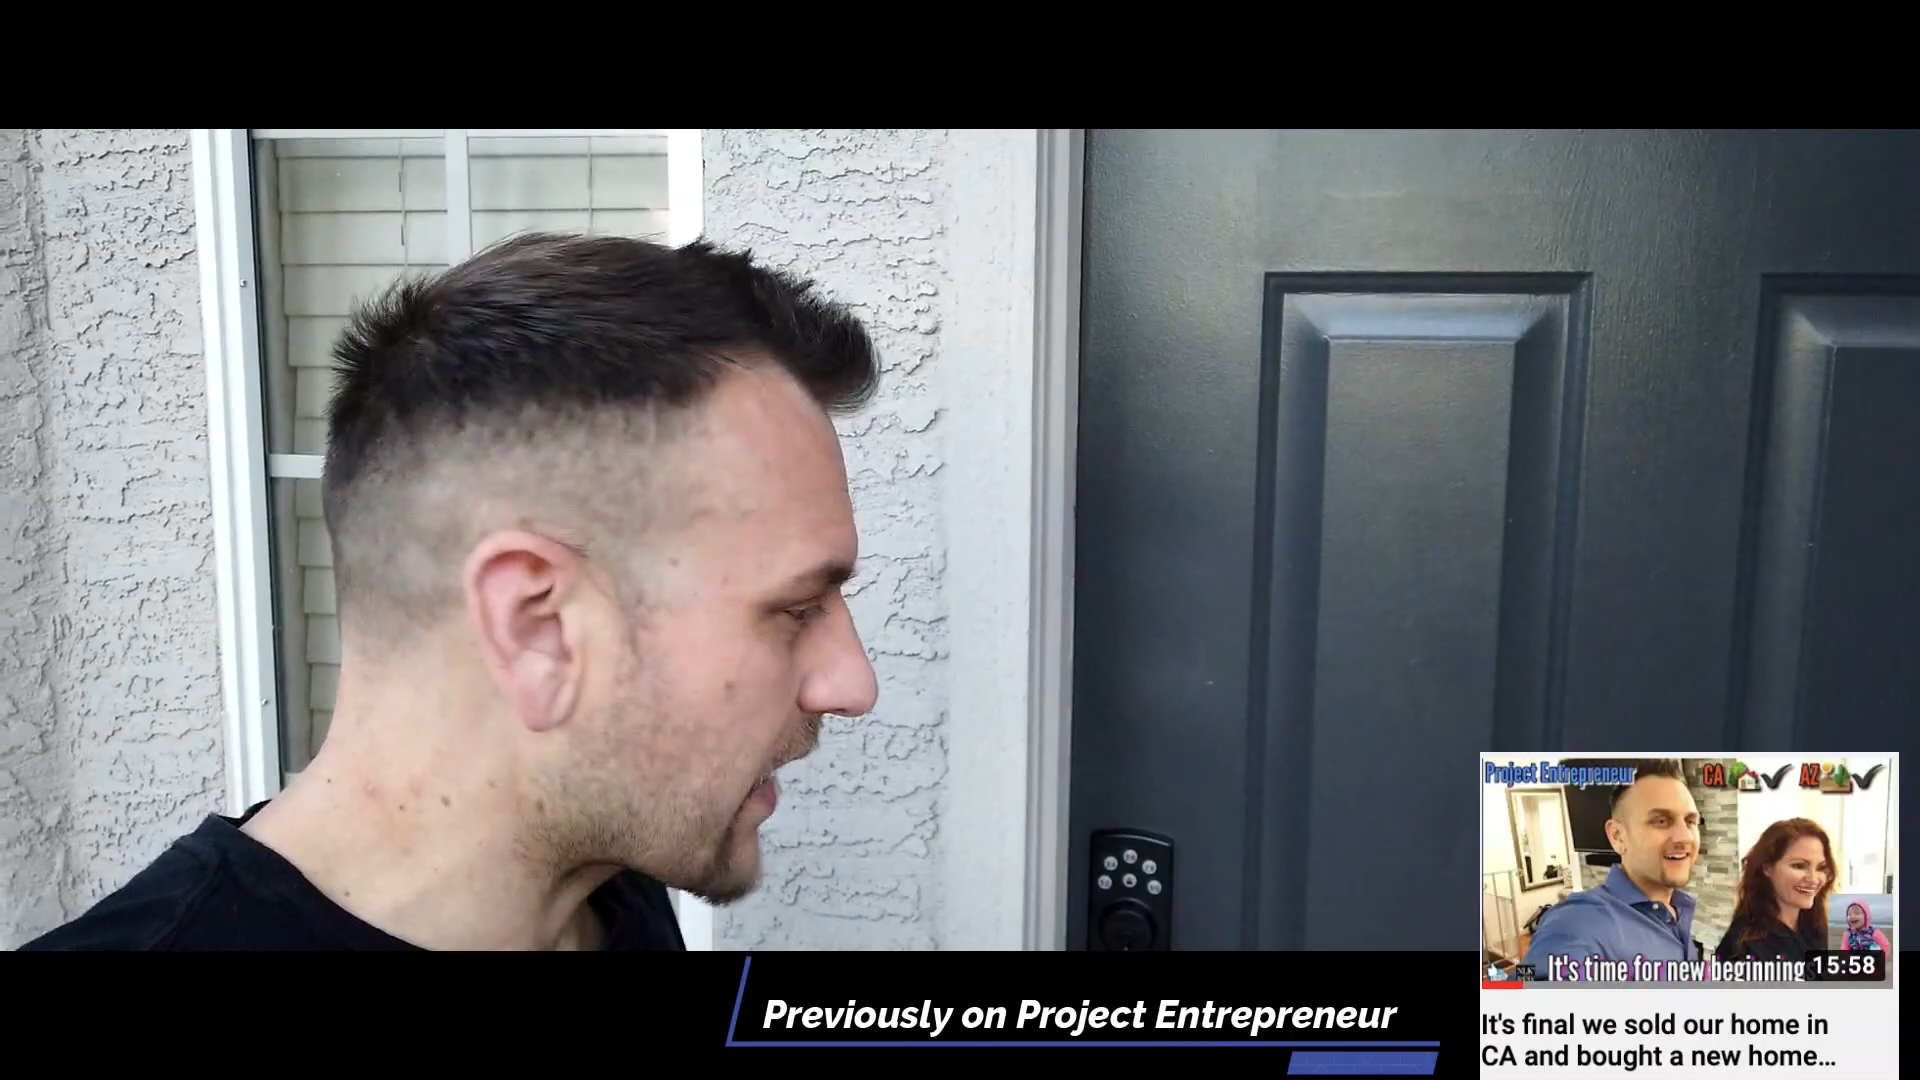 Project Entrepreneur
CA
AZ
It's time for new beginning
15:58
Previously on Project Entrepreneur
It's final we sold our home in
CA and bought a new home...